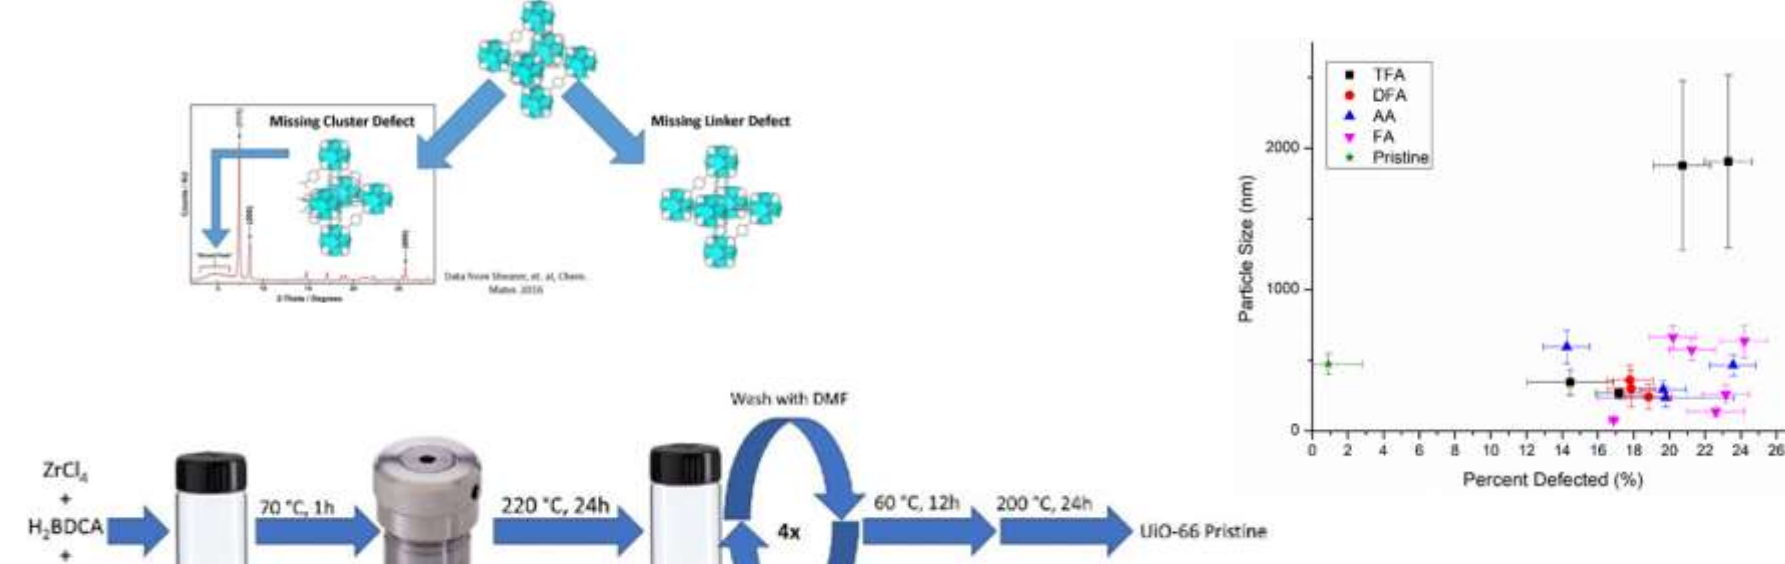 Missing Cluster Defect
Missing Linker Defect
Data from Shearer, et. al, Chem.
Mater. 2016
2-Theta / Degrees
TFA
DFA
AA
FA
Pristine
Particle Size (nm)
2000
1000
0
0 2 4 6 8 10 12 14 16 18 20 22 24 26
Percent Defected (%)
Wash with DMF
ZrCl₄
+
H₂BDCA
+
70 °C, 1h
220 °C, 24h
4x
60 °C, 12h
200 °C, 24h
UiO-66 Pristine